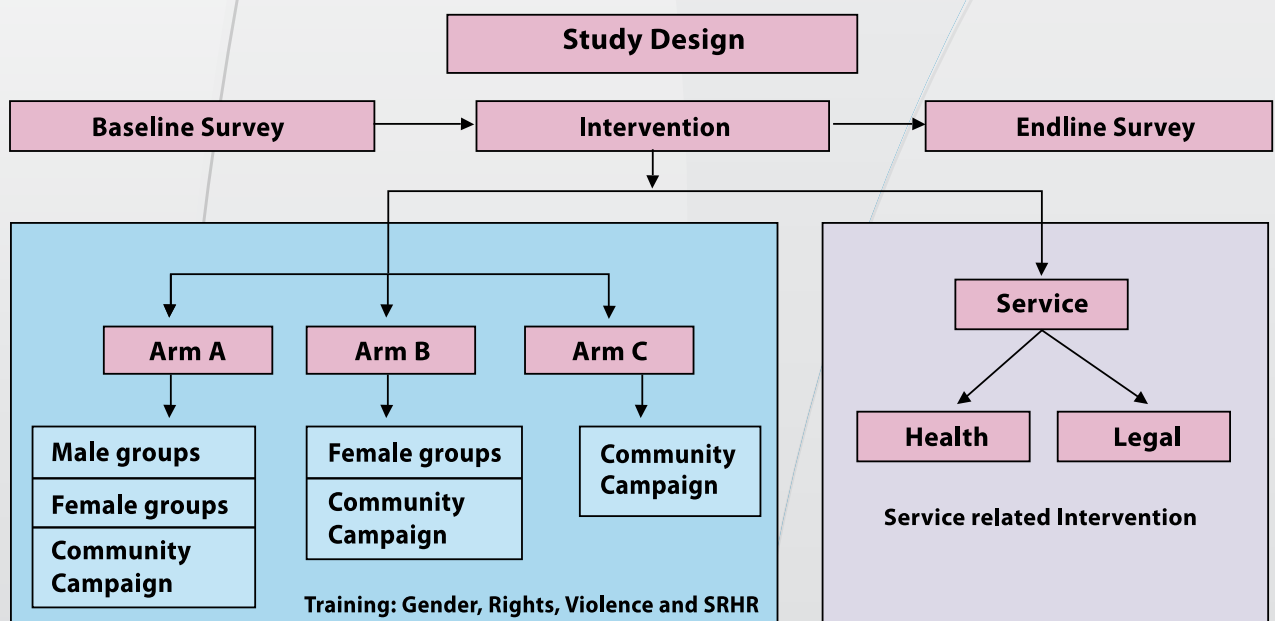 Study Design
Baseline Survey
Intervention
Endline Survey
Arm A
Arm B
Arm C
Male groups
Female groups
Community
Campaign
Female groups
Community
Campaign
Community
Campaign
Training: Gender, Rights, Violence and SRHR
Service
Health
Legal
Service related Intervention